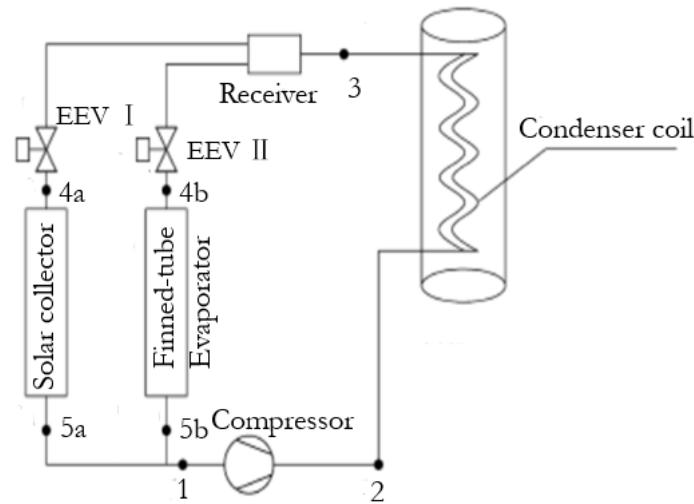 Receiver
3
EEV I
EEV II
Condenser coil
4a
4b
Solar collector
Finned-tube
Evaporator
5a
5b
Compressor
1
2